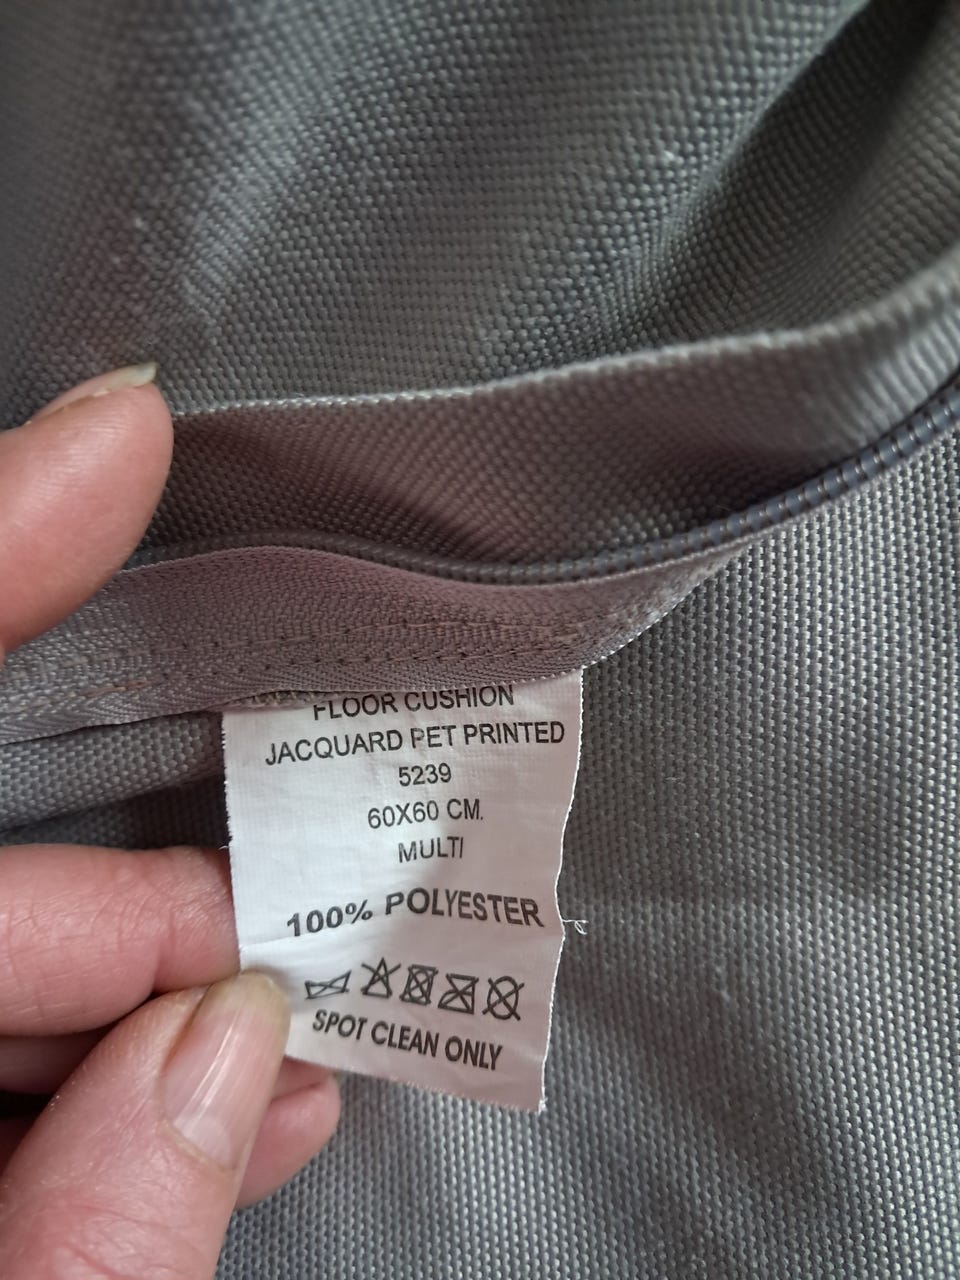 FLOOR CUSHION
JACQUARD PET PRINTED
5239
60X60 CM.
MULTI
100% POLYESTER
SPOT CLEAN ONLY